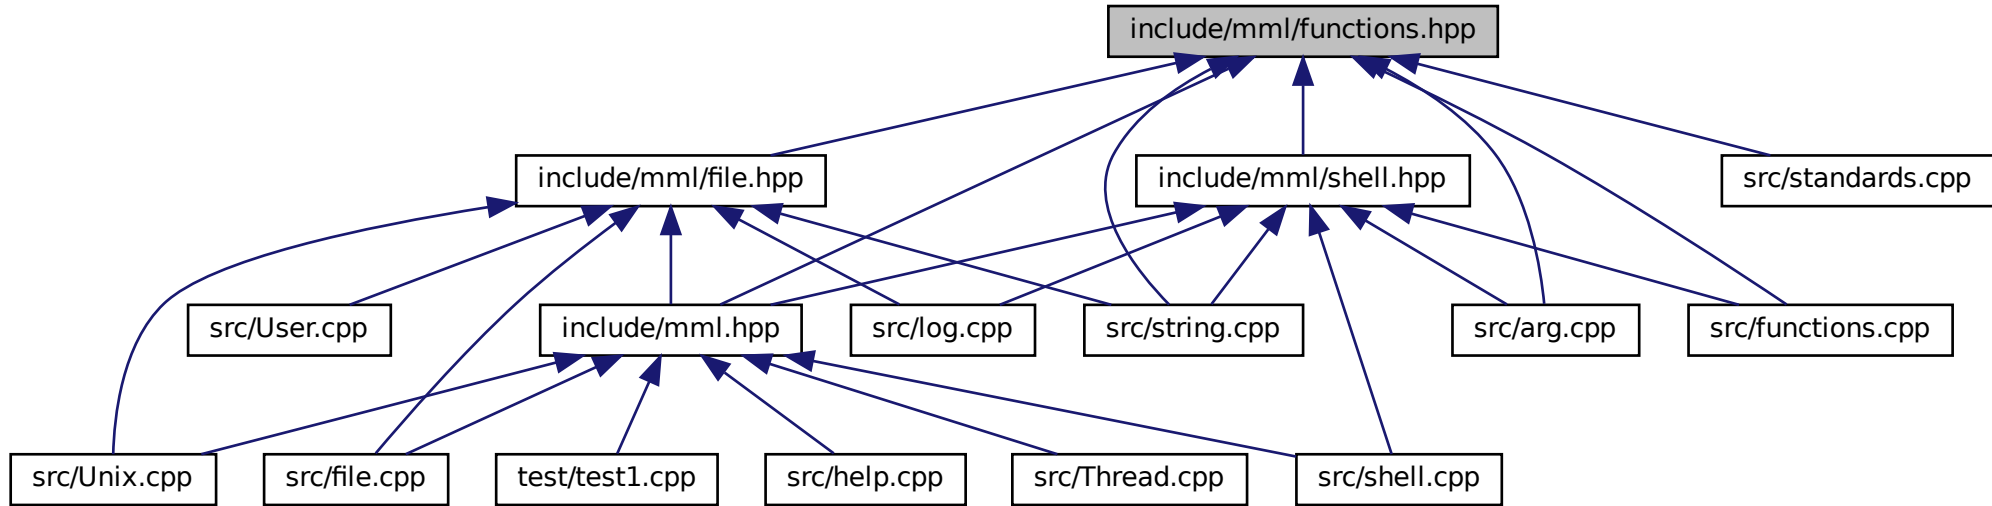 include/mml/functions.hpp
include/mml/file.hpp
include/mml/shell.hpp
src/standards.cpp
src/User.cpp
include/mml.hpp
src/log.cpp
src/string.cpp
src/arg.cpp
src/functions.cpp
src/Unix.cpp
src/file.cpp
test/test1.cpp
src/help.cpp
src/Thread.cpp
src/shell.cpp